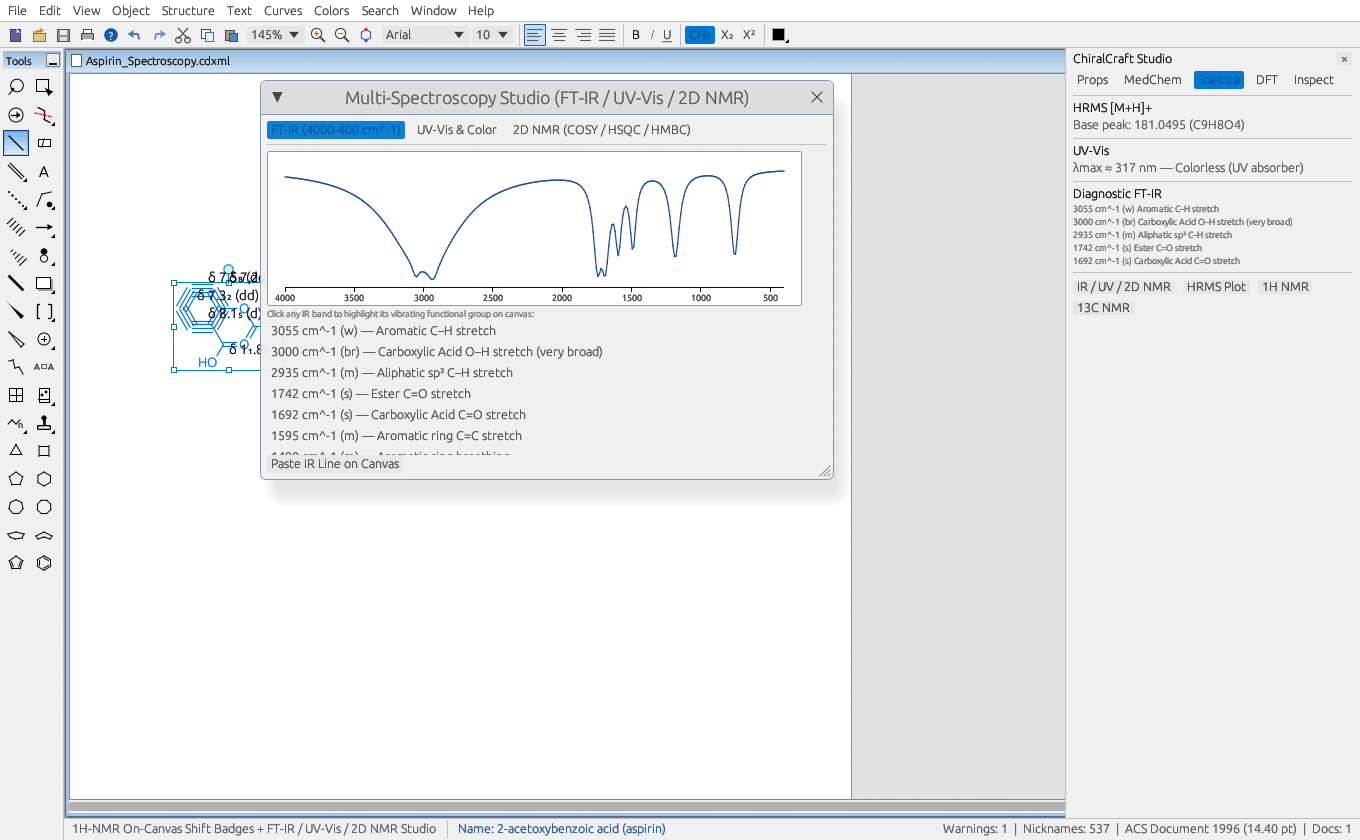 File Edit View Object Structure Text Curves Colors Search Window Help
145% Arial 10 B I U CH₂ X₂ X²
Tools
Aspirin_Spectroscopy.cdxml
Multi-Spectroscopy Studio (FT-IR / UV-Vis / 2D NMR)
FT-IR (4000-400 cm^-1) UV-Vis & Color 2D NMR (COSY / HSQC / HMBC)
4000 3500 3000 2500 2000 1500 1000 500
Click any IR band to highlight its vibrating functional group on canvas:
3055 cm^-1 (w) — Aromatic C–H stretch
3000 cm^-1 (br) — Carboxylic Acid O–H stretch (very broad)
2935 cm^-1 (m) — Aliphatic sp³ C–H stretch
1742 cm^-1 (s) — Ester C=O stretch
1692 cm^-1 (s) — Carboxylic Acid C=O stretch
1595 cm^-1 (m) — Aromatic ring C=C stretch
Paste IR Line on Canvas
δ 7.3₂ (dd)
δ 8.1₅ (d)
O
O
HO
A
ChiralCraft Studio
Props MedChem Spectra DFT Inspect
HRMS [M+H]+
Base peak: 181.0495 (C9H8O4)
UV-Vis
λmax ≈ 317 nm — Colorless (UV absorber)
Diagnostic FT-IR
3055 cm^-1 (w) Aromatic C–H stretch
3000 cm^-1 (br) Carboxylic Acid O–H stretch (very broad)
2935 cm^-1 (m) Aliphatic sp³ C–H stretch
1742 cm^-1 (s) Ester C=O stretch
1692 cm^-1 (s) Carboxylic Acid C=O stretch
IR / UV / 2D NMR HRMS Plot 1H NMR
13C NMR
1H-NMR On-Canvas Shift Badges + FT-IR / UV-Vis / 2D NMR Studio Name: 2-acetoxybenzoic acid (aspirin) Warnings: 1 | Nicknames: 537 | ACS Document 1996 (14.40 pt) | Docs: 1